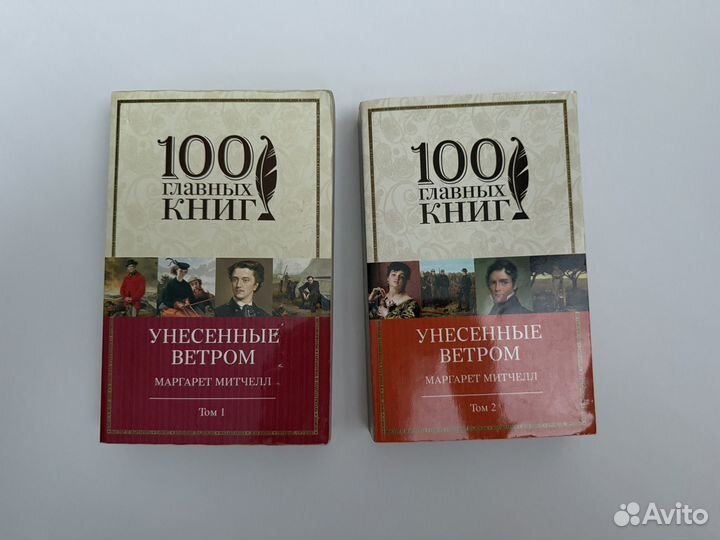 100
ГЛАВНЫХ
КНИГ
УНЕСЕННЫЕ
ВЕТРОМ
МАРГАРЕТ МИТЧЕЛЛ
Том 1
100
ГЛАВНЫХ
КНИГ
УНЕСЕННЫЕ
ВЕТРОМ
МАРГАРЕТ МИТЧЕЛЛ
Том 2
Avito